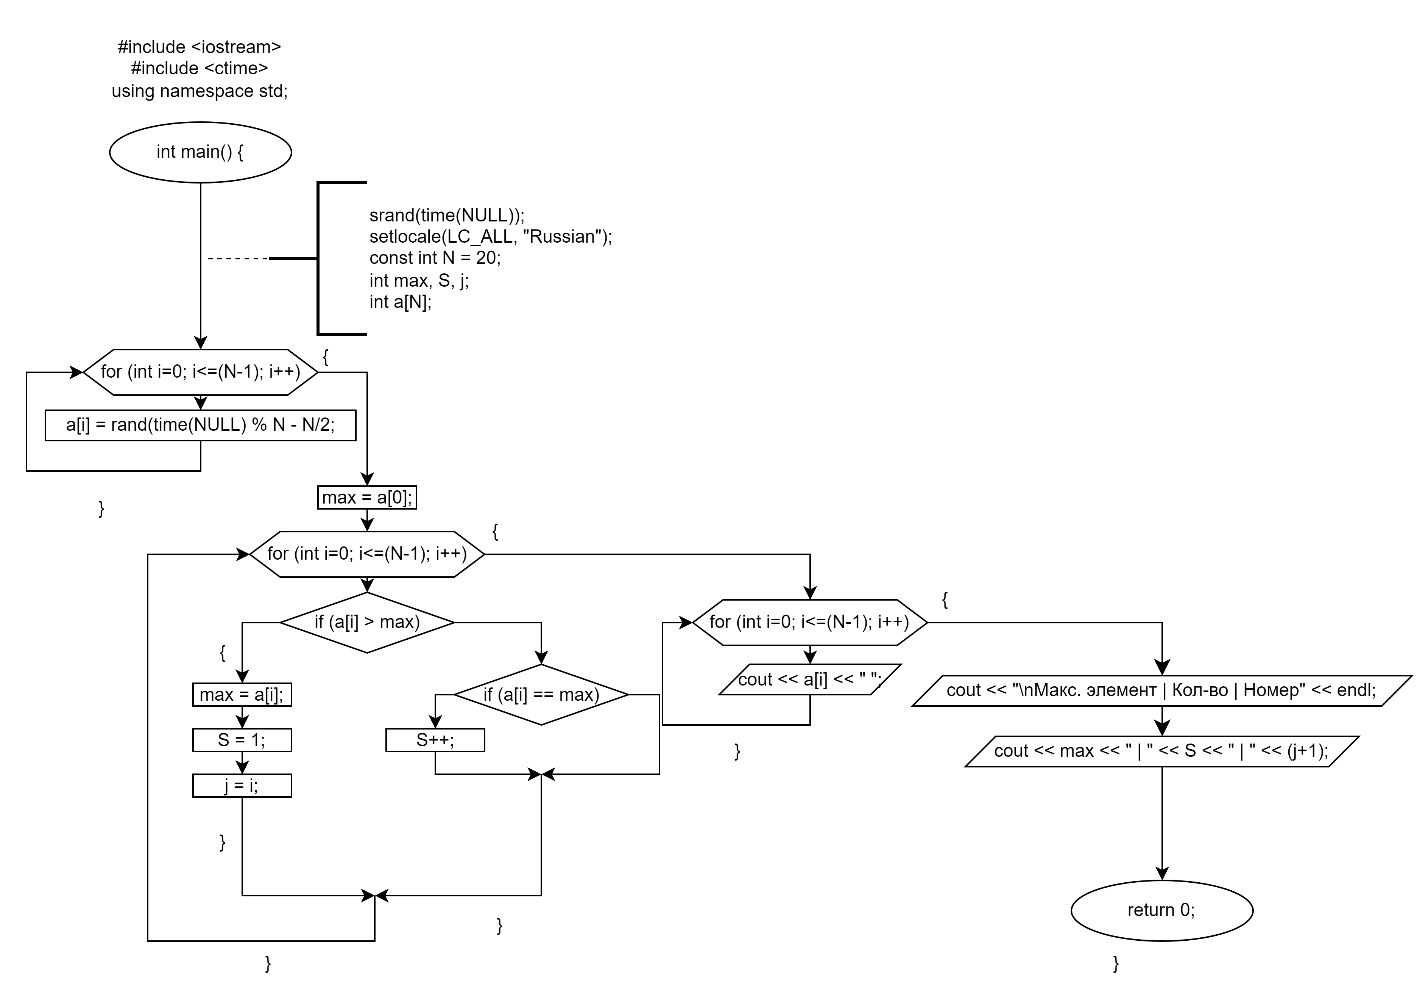 #include <iostream>
#include <ctime>
using namespace std;
int main() {
srand(time(NULL));
setlocale(LC_ALL, "Russian");
const int N = 20;
int max, S, j;
int a[N];
for (int i=0; i<=(N-1); i++)
{
a[i] = rand(time(NULL) % N - N/2;
}
max = a[0];
for (int i=0; i<=(N-1); i++)
{
if (a[i] > max)
{
max = a[i];
S = 1;
j = i;
}
if (a[i] == max)
S++;
}
}
for (int i=0; i<=(N-1); i++)
{
cout << a[i] << " ";
}
cout << "\nМакс. элемент | Кол-во | Номер" << endl;
cout << max << " | " << S << " | " << (j+1);
return 0;
}